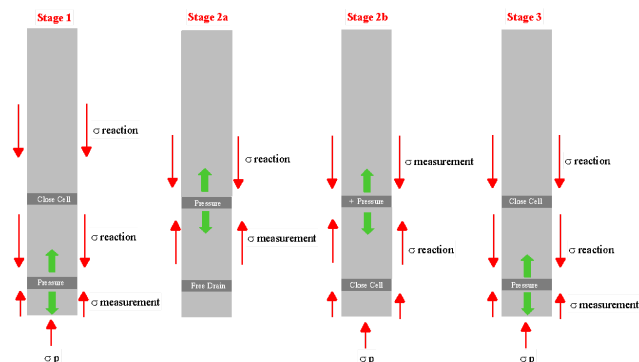 Stage 1
Stage 2a
Stage 2b
Stage 3
σ reaction
Close Cell
σ reaction
Pressure
σ measurement
σ p
σ reaction
Pressure
σ measurement
Free Drain
σ measurement
+ Pressure
σ reaction
Close Cell
σ p
σ reaction
Close Cell
σ reaction
Pressure
σ measurement
σ p